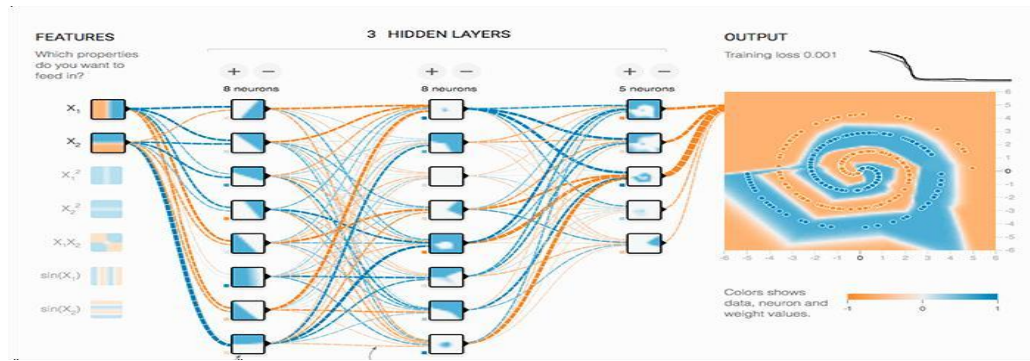 FEATURES
Which properties
do you want to
feed in?
X₁
X₂
X₁²
X₂²
X₁X₂
sin(X₁)
sin(X₂)
3 HIDDEN LAYERS
+ −
8 neurons
+ −
8 neurons
+ −
5 neurons
OUTPUT
Training loss 0.001
6
5
4
3
2
1
0
-1
-2
-3
-4
-5
-6
-6 -5 -4 -3 -2 -1 0 1 2 3 4 5 6
Colors shows
data, neuron and
weight values.
-1 0 1